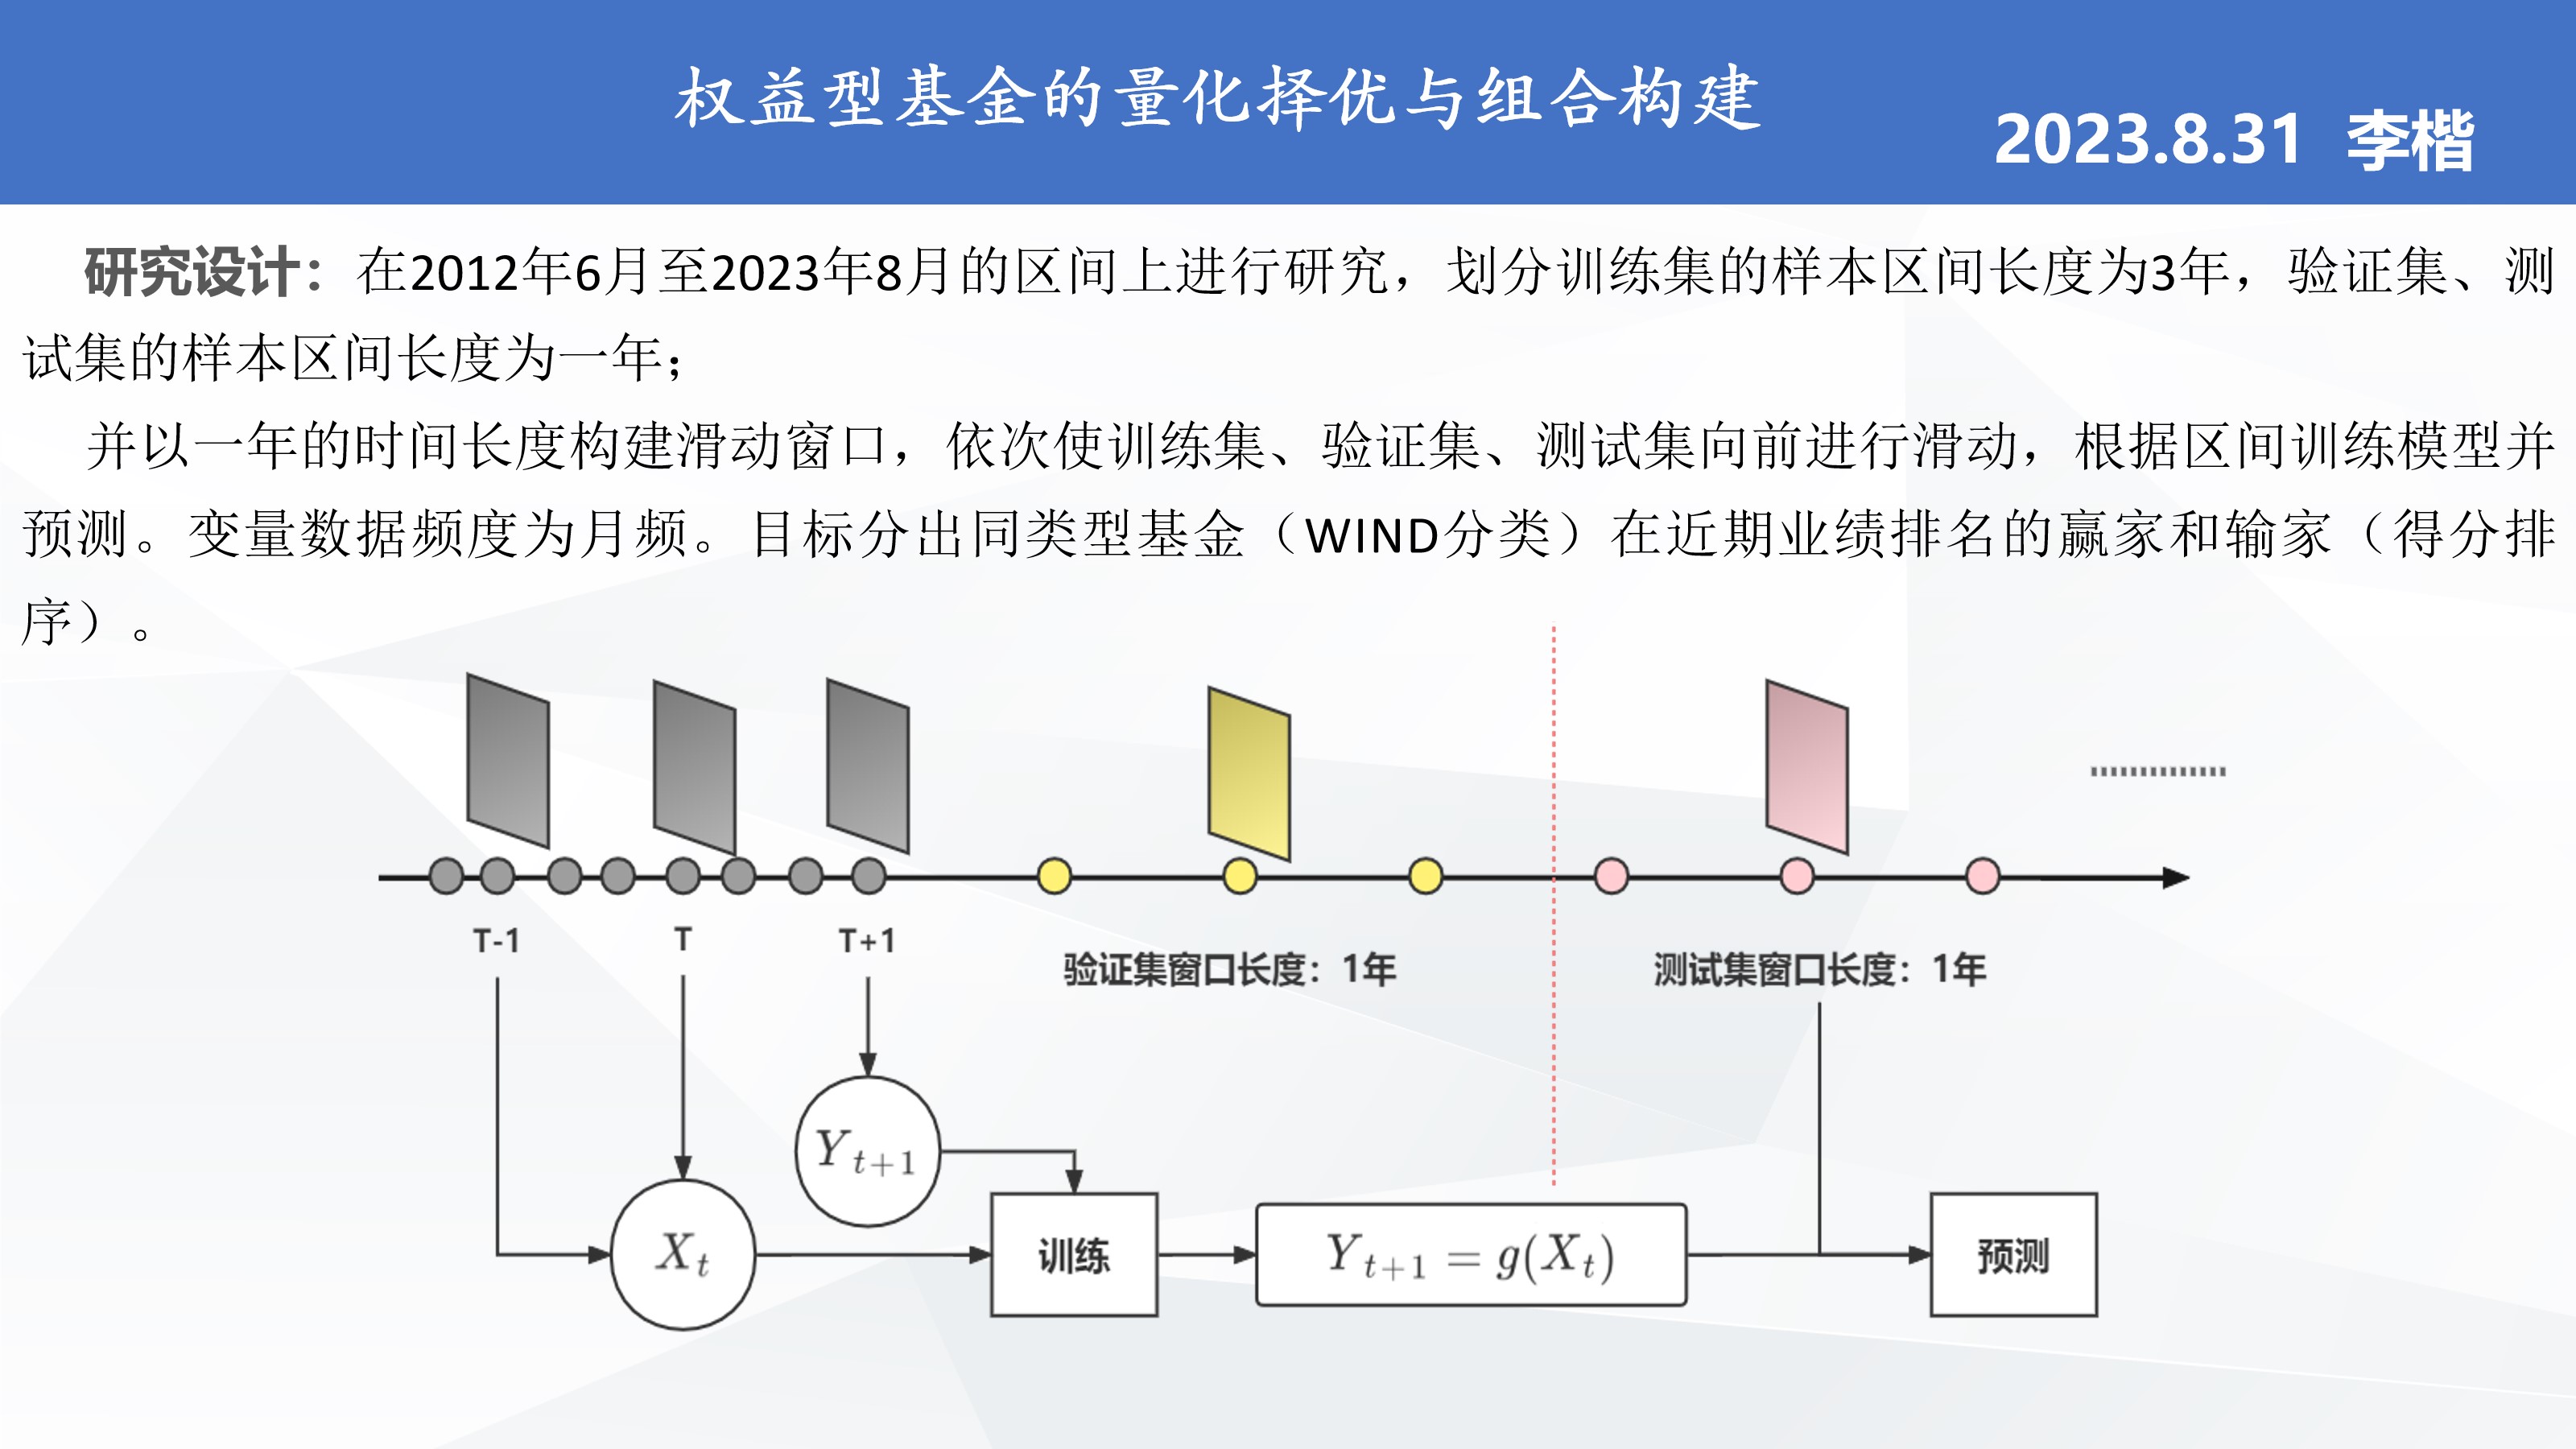 权益型基金的量化择优与组合构建
2023.8.31 李楷
研究设计：在2012年6月至2023年8月的区间上进行研究，划分训练集的样本区间长度为3年，验证集、测
试集的样本区间长度为一年；
并以一年的时间长度构建滑动窗口，依次使训练集、验证集、测试集向前进行滑动，根据区间训练模型并
预测。变量数据频度为月频。目标分出同类型基金（WIND分类）在近期业绩排名的赢家和输家（得分排
序）。
T-1 T T+1
验证集窗口长度：1年 测试集窗口长度：1年
Y t+1
X t 训练 Y t+1 = g(X t) 预测